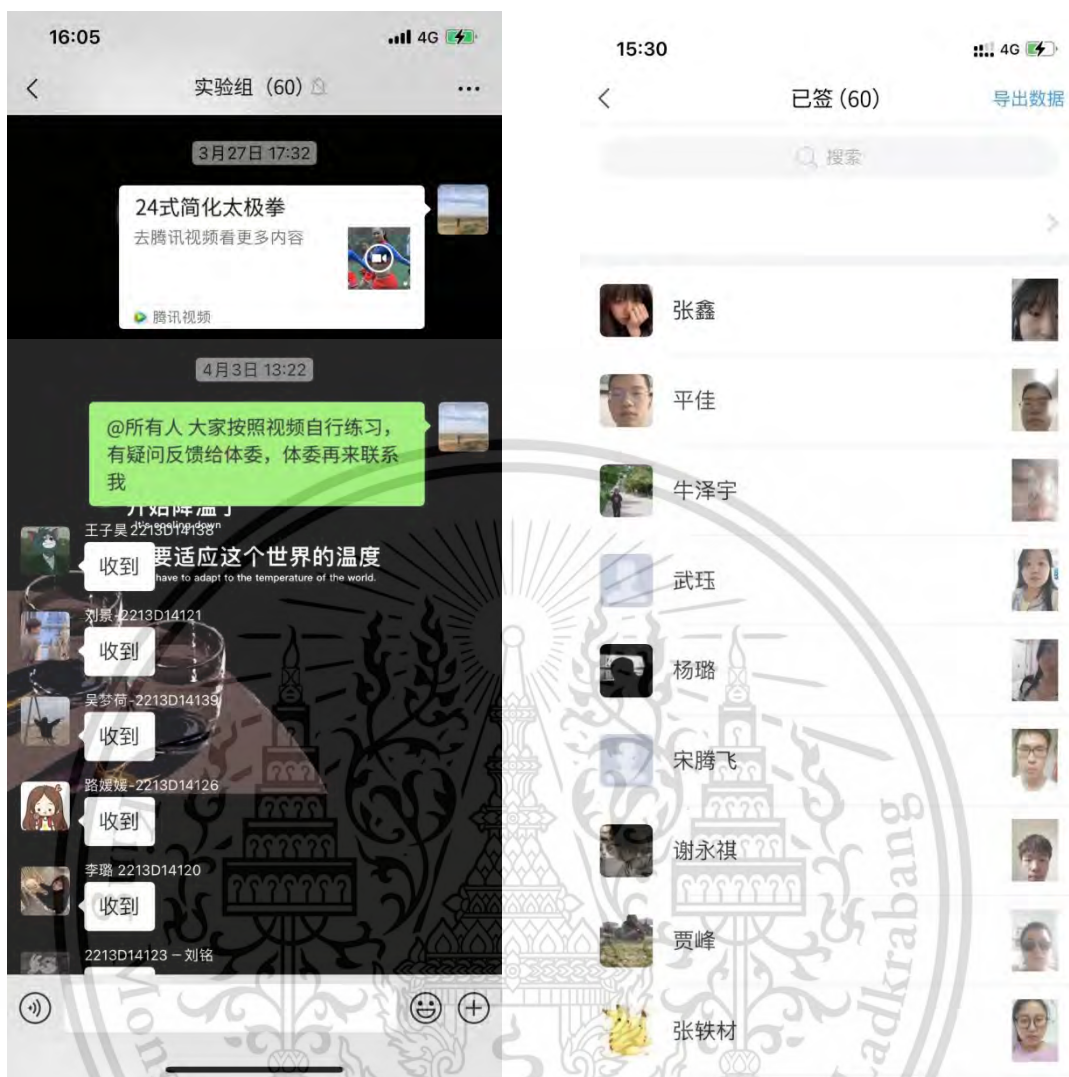 16:05
4G
实验组（60）
3月27日 17:32
24式简化太极拳
去腾讯视频看更多内容
腾讯视频
4月3日 13:22
@所有人 大家按照视频自行练习，
有疑问反馈给体委，体委再来联系
我
开始降温了
王子昊 2213D14138
收到
要适应这个世界的温度
have to adapt to the temperature of the world.
刘景-2213D14121
收到
吴梦荷-2213D14139
收到
路媛媛-2213D14126
收到
李璐 2213D14120
收到
2213D14123－刘铭
15:30
4G
已签 (60)
导出数据
搜索
张鑫
平佳
牛泽宇
武珏
杨璐
宋腾飞
谢永祺
贾峰
张轶材
Ladkrabang